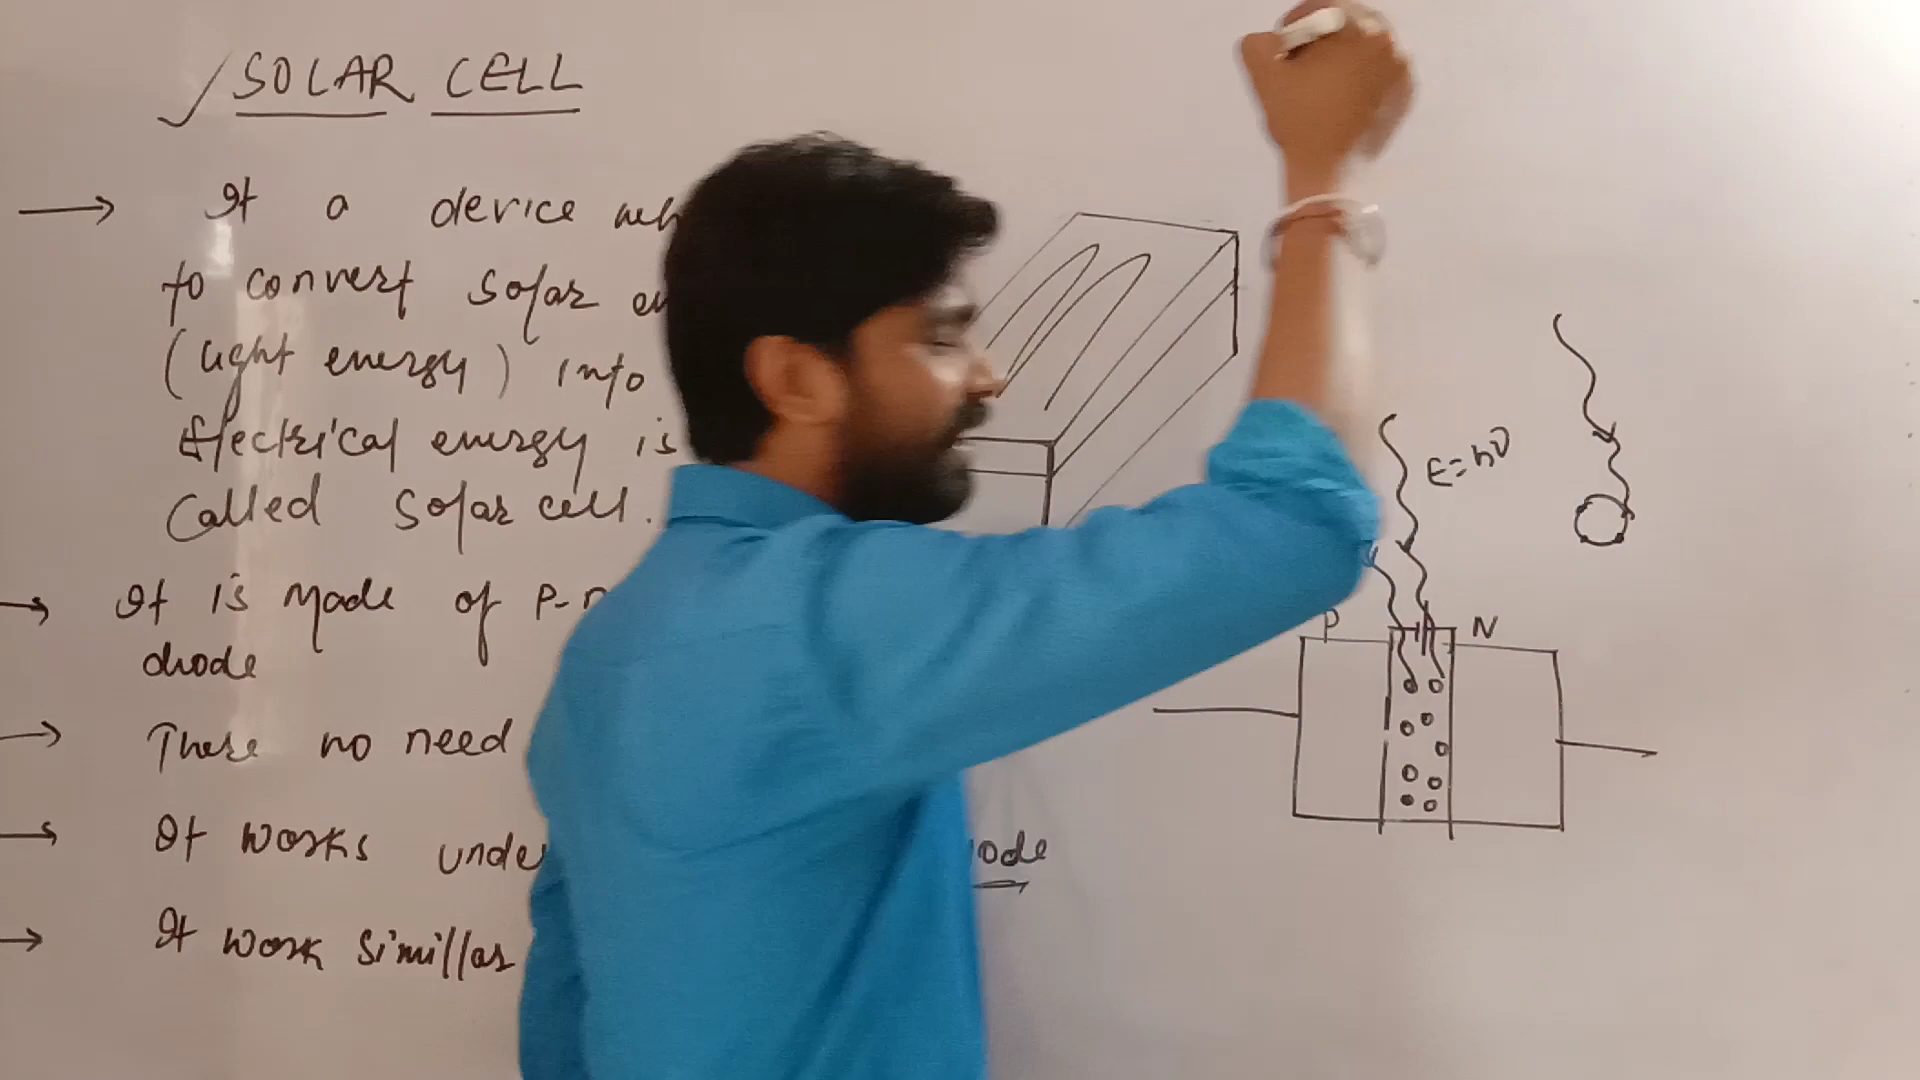 SOLAR CELL
It a device
to convert solar
(light energy) into
Electrical energy is
Called Solar cell.
It is Made of P-n
diode
There no need
It works unde
ode
It work Simillar
E=hν
P
N